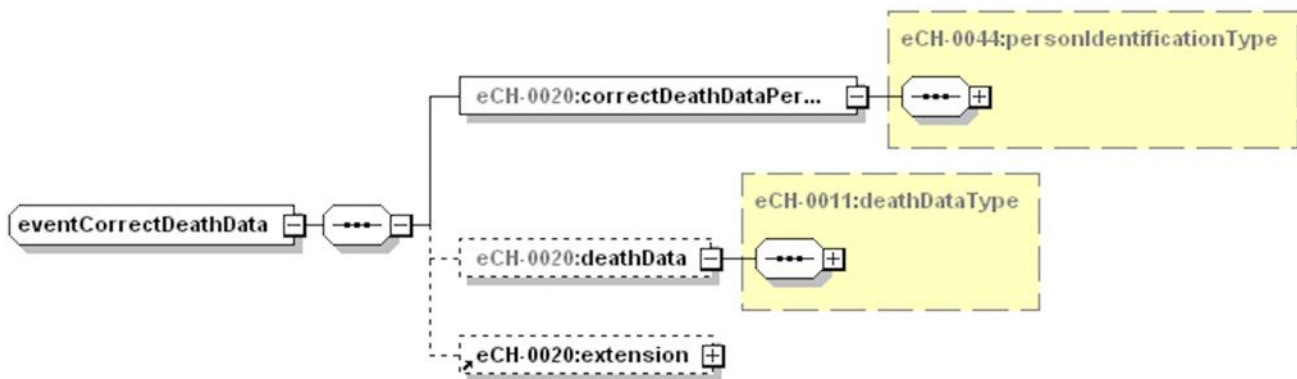 eCH-0044:personIdentificationType
eCH-0020:correctDeathDataPer...
eventCorrectDeathData
eCH-0011:deathDataType
eCH-0020:deathData
eCH-0020:extension